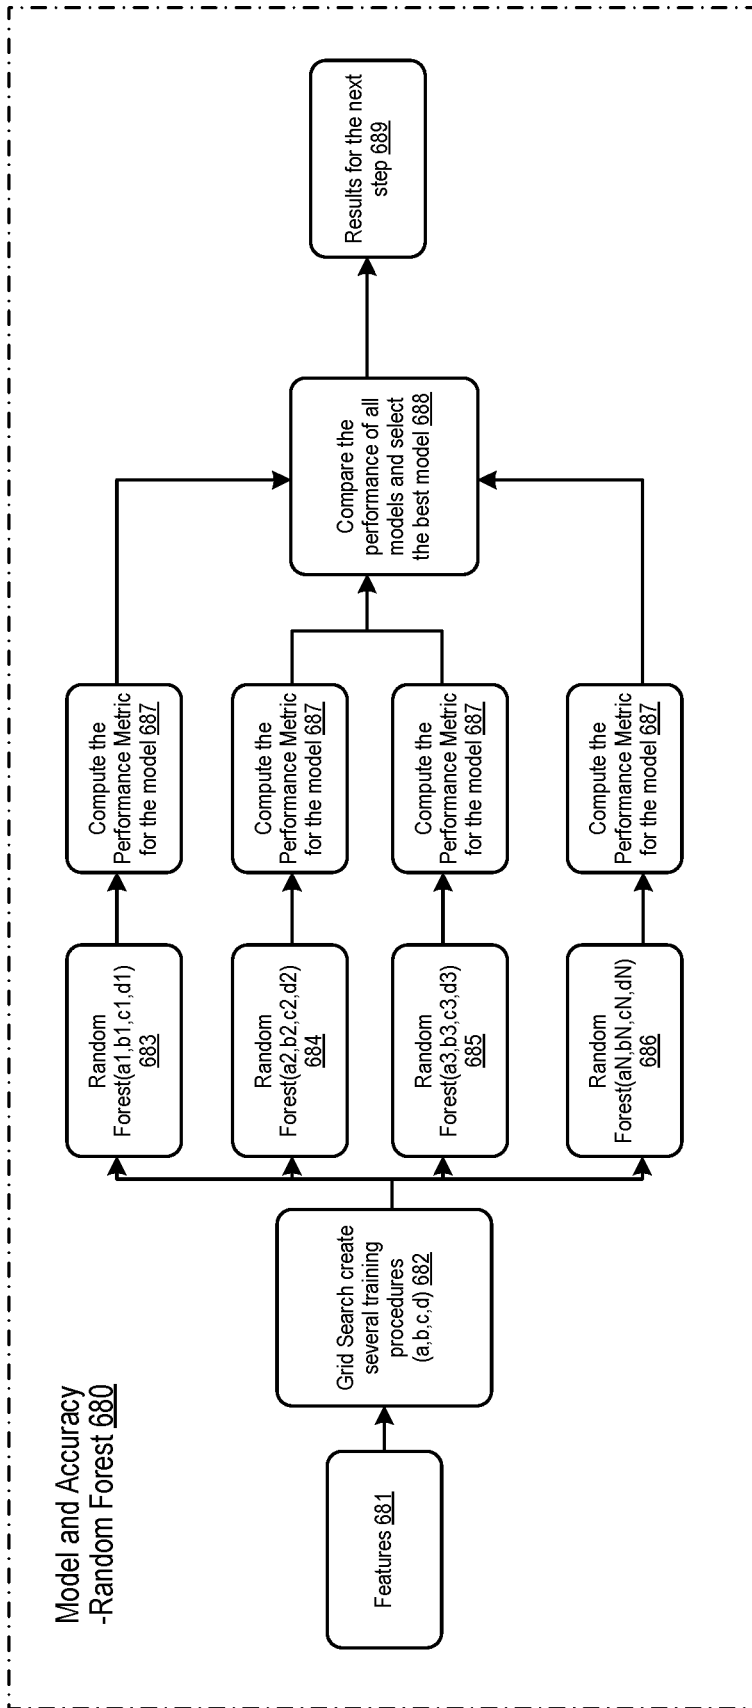 Model and Accuracy
-Random Forest 680
Features 681
Grid Search create
several training
procedures
(a,b,c,d) 682
Random
Forest(a1,b1,c1,d1)
683
Random
Forest(a2,b2,c2,d2)
684
Random
Forest(a3,b3,c3,d3)
685
Random
Forest(aN,bN,cN,dN)
686
Compute the
Performance Metric
for the model 687
Compute the
Performance Metric
for the model 687
Compute the
Performance Metric
for the model 687
Compute the
Performance Metric
for the model 687
Compare the
performance of all
models and select
the best model 688
Results for the next
step 689